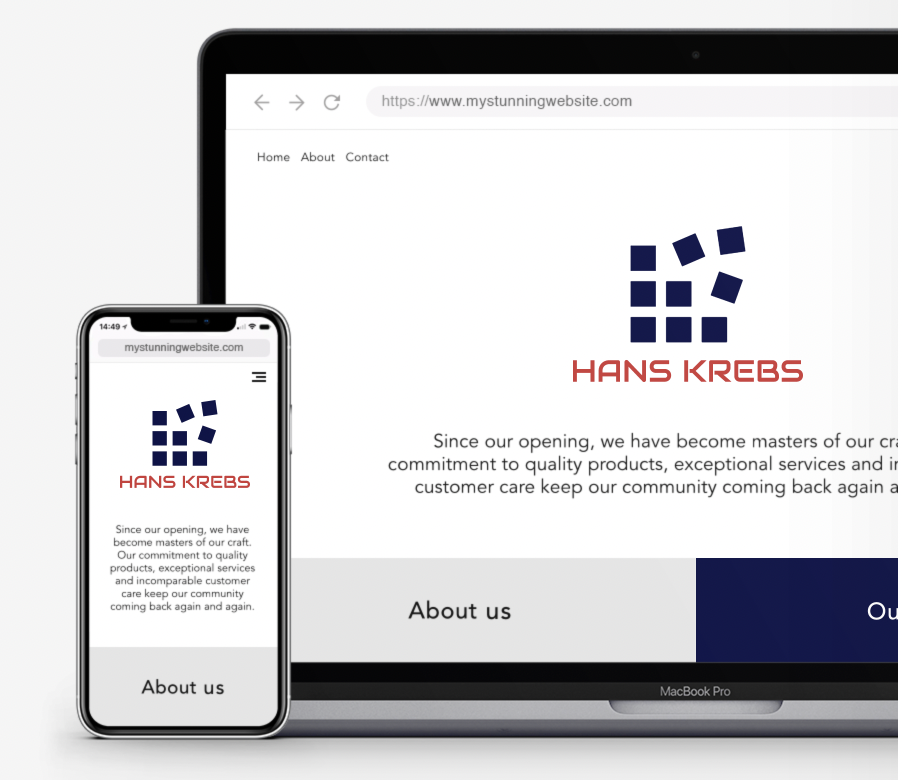 https://www.mystunningwebsite.com
Home About Contact
HANS KREBS
Since our opening, we have become masters of our cra
commitment to quality products, exceptional services and in
customer care keep our community coming back again a
About us
Ou
MacBook Pro
14:49
mystunningwebsite.com
HANS KREBS
Since our opening, we have
become masters of our craft.
Our commitment to quality
products, exceptional services
and incomparable customer
care keep our community
coming back again and again.
About us